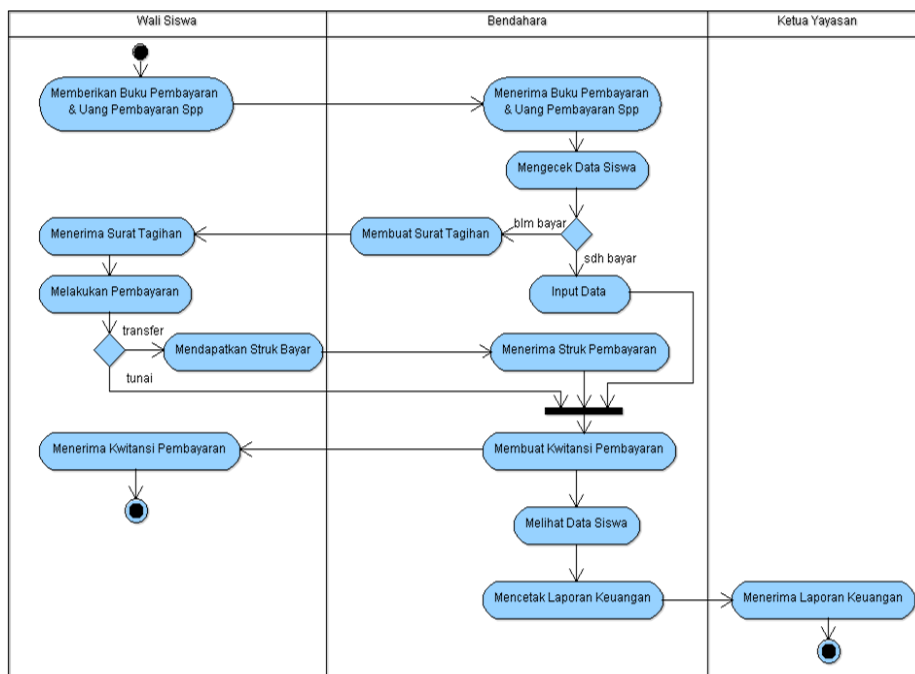 Wali Siswa
Bendahara
Ketua Yayasan
Memberikan Buku Pembayaran
& Uang Pembayaran Spp
Menerima Buku Pembayaran
& Uang Pembayaran Spp
Mengecek Data Siswa
blm bayar
Membuat Surat Tagihan
Menerima Surat Tagihan
sdh bayar
Melakukan Pembayaran
Input Data
transfer
Mendapatkan Struk Bayar
Menerima Struk Pembayaran
tunai
Menerima Kwitansi Pembayaran
Membuat Kwitansi Pembayaran
Melihat Data Siswa
Mencetak Laporan Keuangan
Menerima Laporan Keuangan